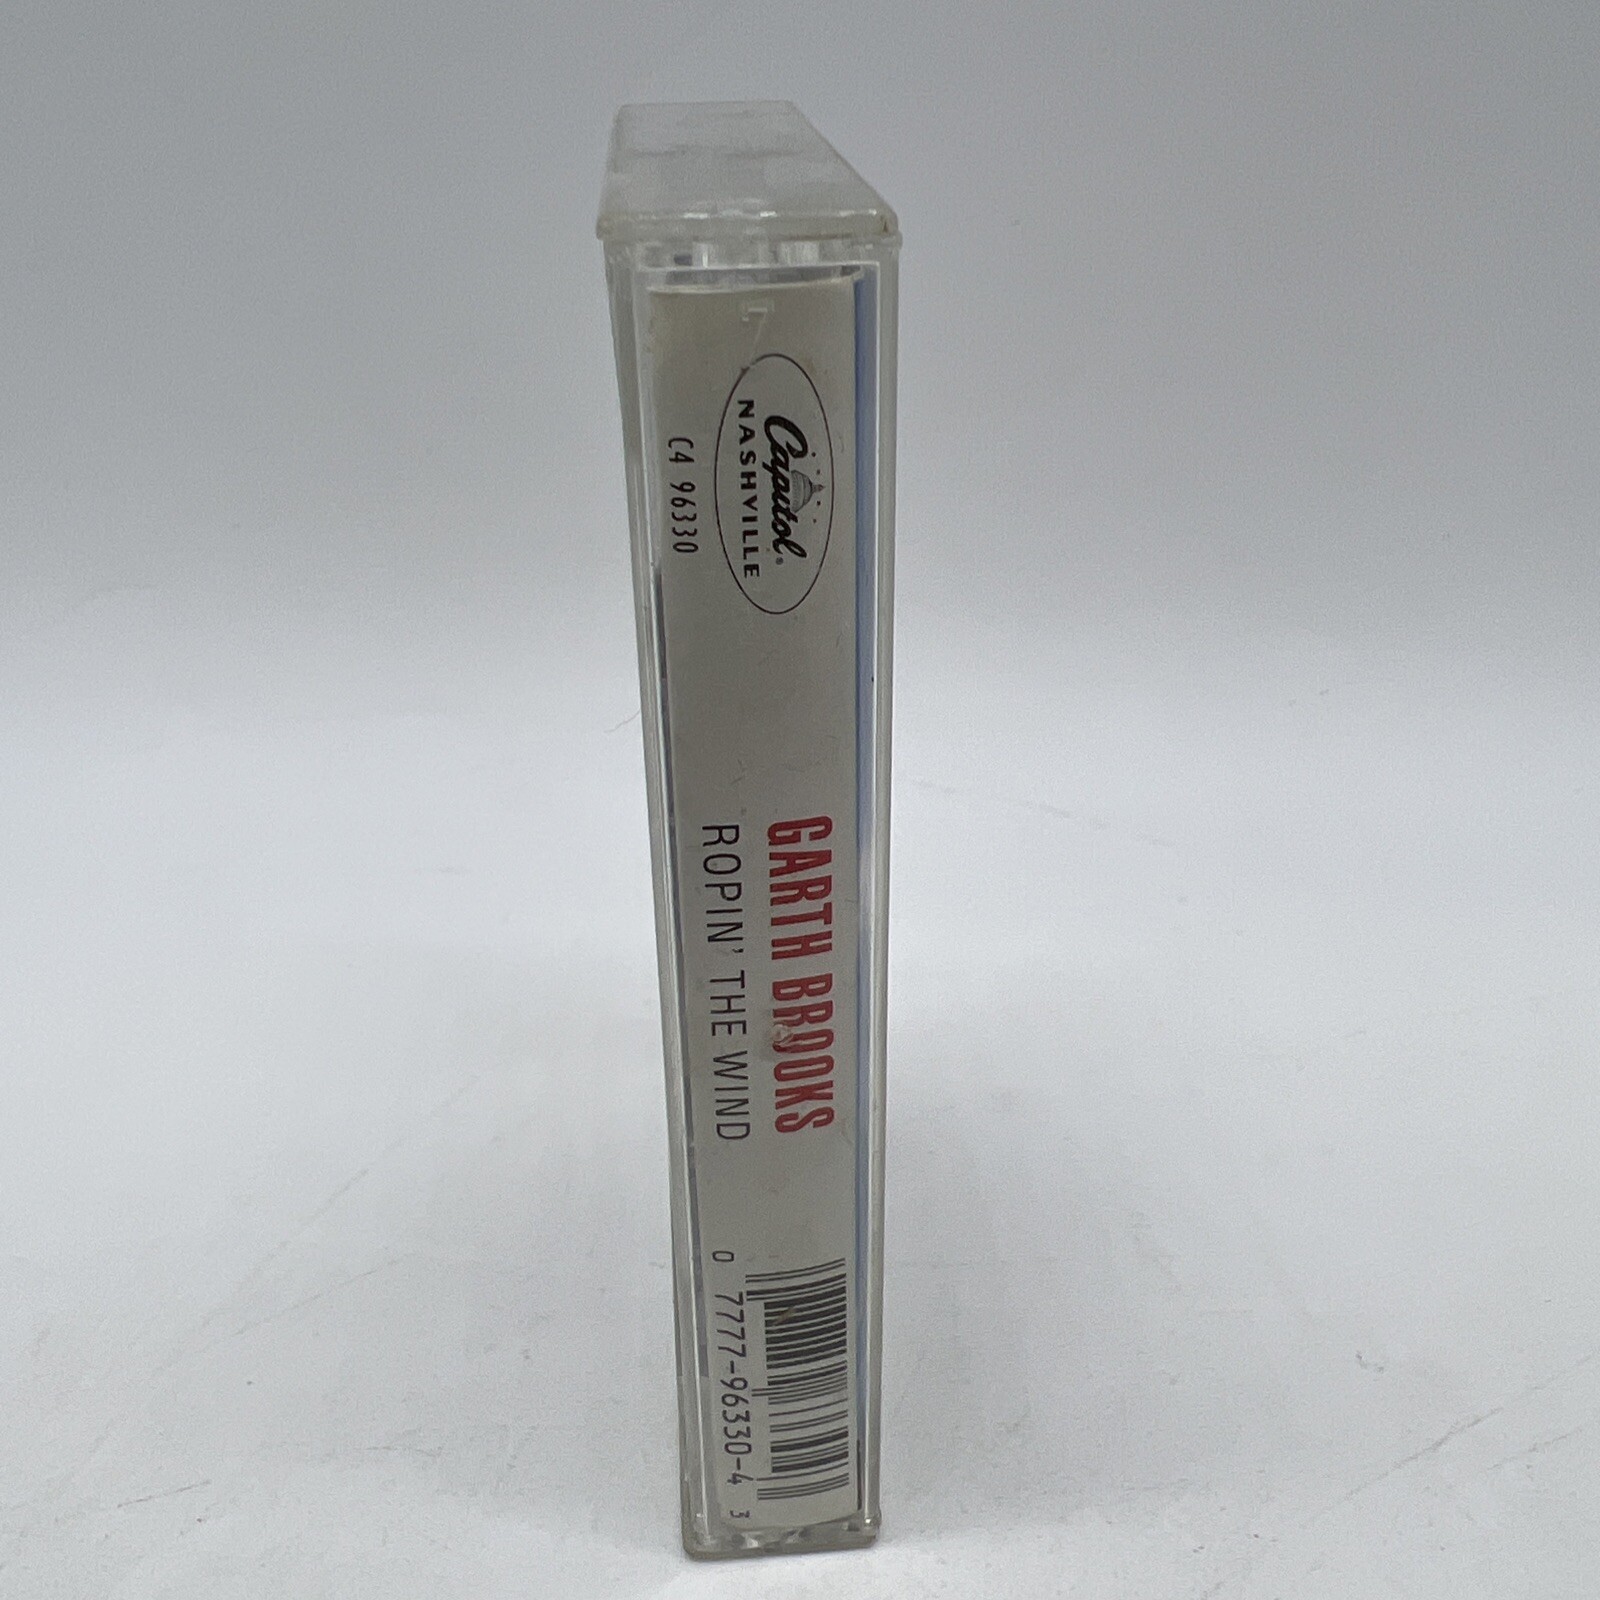 Capitol®
NASHVILLE
C4 96330
GARTH BROOKS
ROPIN' THE WIND
0 7777-96330-4 3